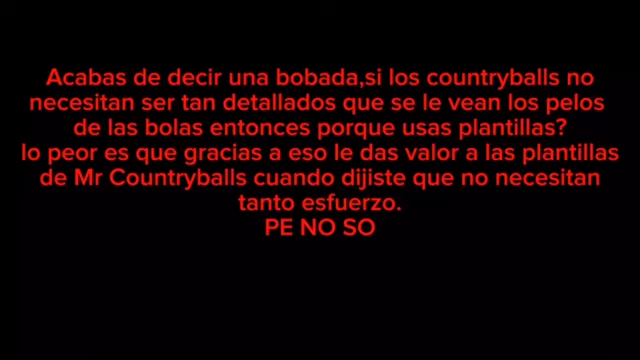 Acabas de decir una bobada,si los countryballs no
necesitan ser tan detallados que se le vean los pelos
de las bolas entonces porque usas plantillas?
lo peor es que gracias a eso le das valor a las plantillas
de Mr Countryballs cuando dijiste que no necesitan
tanto esfuerzo.
PE NO SO